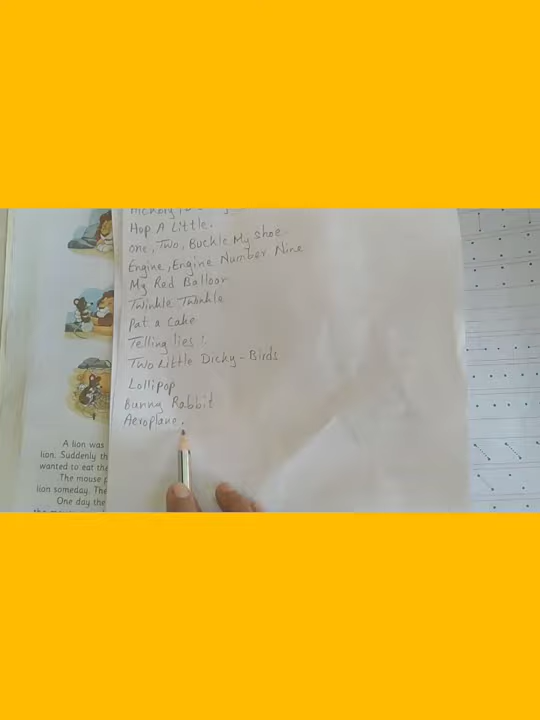 Hop A Little.
one, Two, Buckle My Shoe
Engine, Engine Number Nine
My Red Balloon
Twinkle Twinkle
Pat a Cake
Telling lies!
Two Little Dicky-Birds
Lollipop
Bunny Rabbit
Aeroplane.
A lion was
lion. Suddenly th
wanted to eat the
The mouse p
lion someday. The
One day the